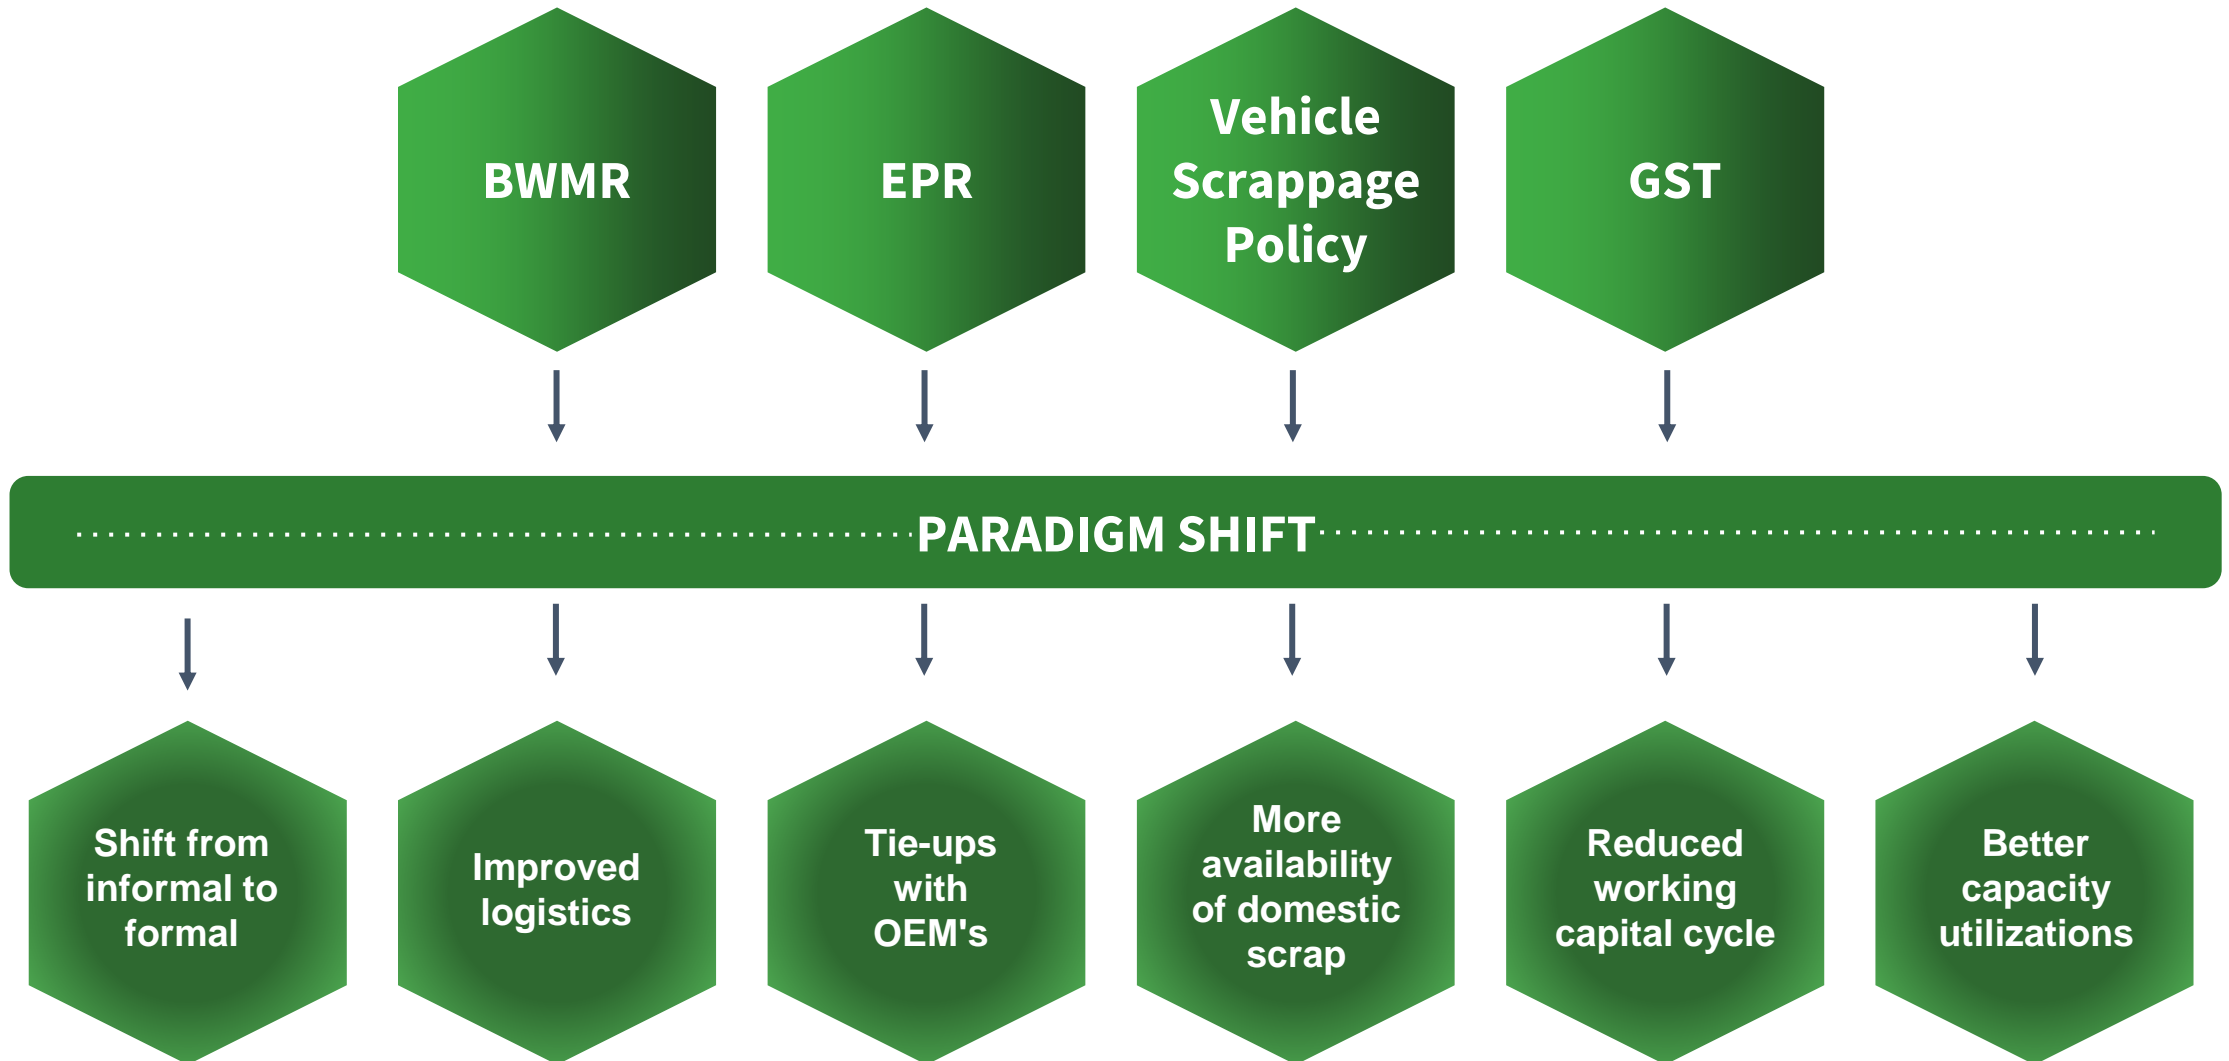 BWMR
EPR
Vehicle
Scrappage
Policy
GST
PARADIGM SHIFT
Shift from
informal to
formal
Improved
logistics
Tie-ups
with
OEM's
More
availability
of domestic
scrap
Reduced
working
capital cycle
Better
capacity
utilizations